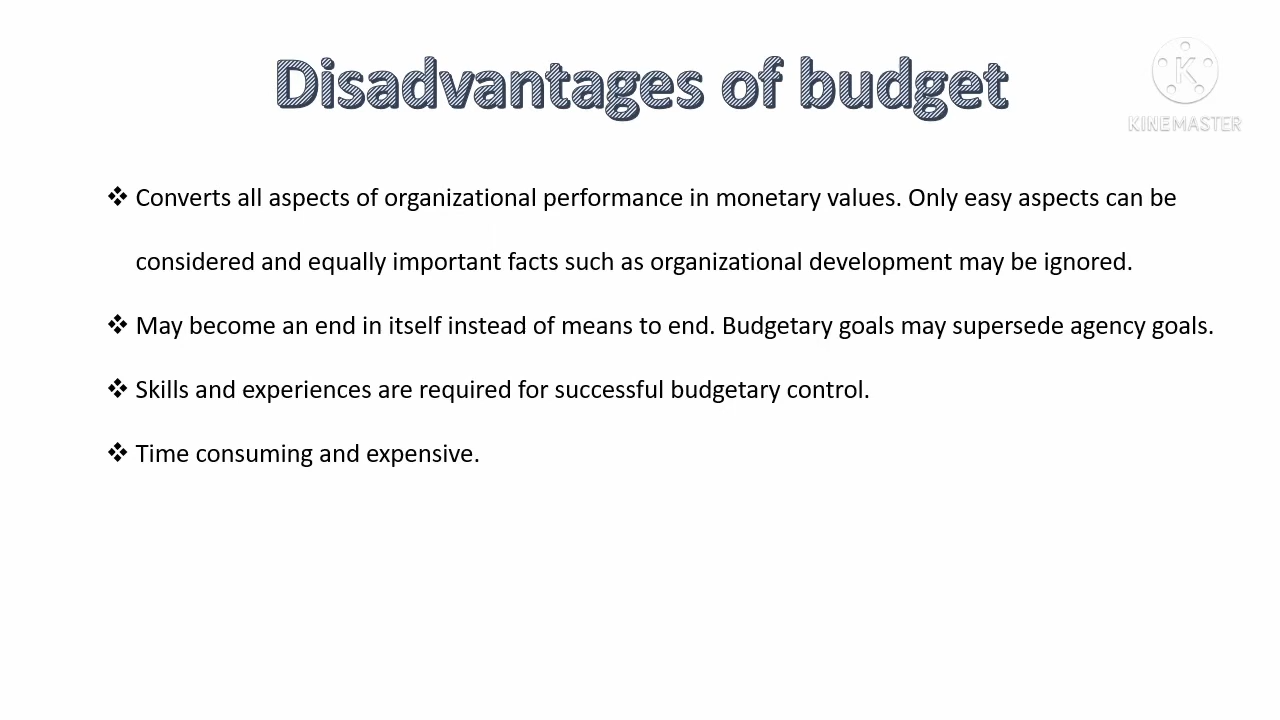 Disadvantages of budget
KINEMASTER
❖ Converts all aspects of organizational performance in monetary values. Only easy aspects can be
considered and equally important facts such as organizational development may be ignored.
❖ May become an end in itself instead of means to end. Budgetary goals may supersede agency goals.
❖ Skills and experiences are required for successful budgetary control.
❖ Time consuming and expensive.